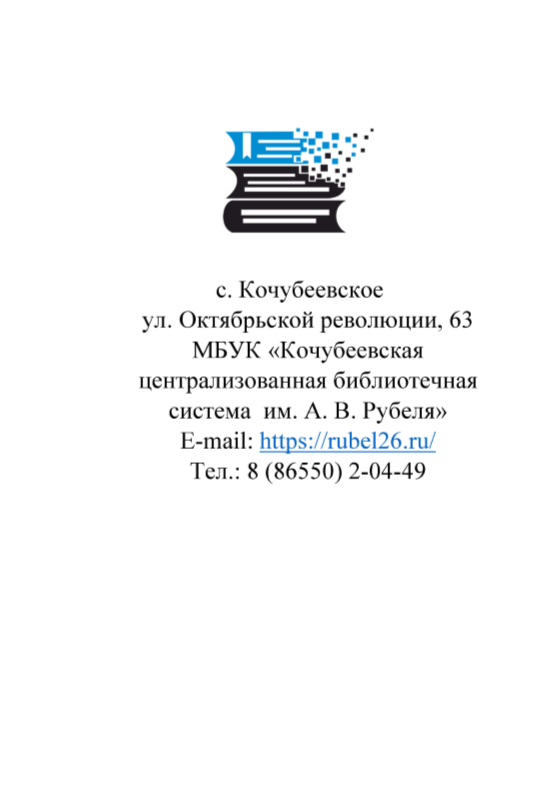 с. Кочубеевское
ул. Октябрьской революции, 63
МБУК «Кочубеевская
централизованная библиотечная
система  им. А. В. Рубеля»
E-mail: https://rubel26.ru/
Тел.: 8 (86550) 2-04-49